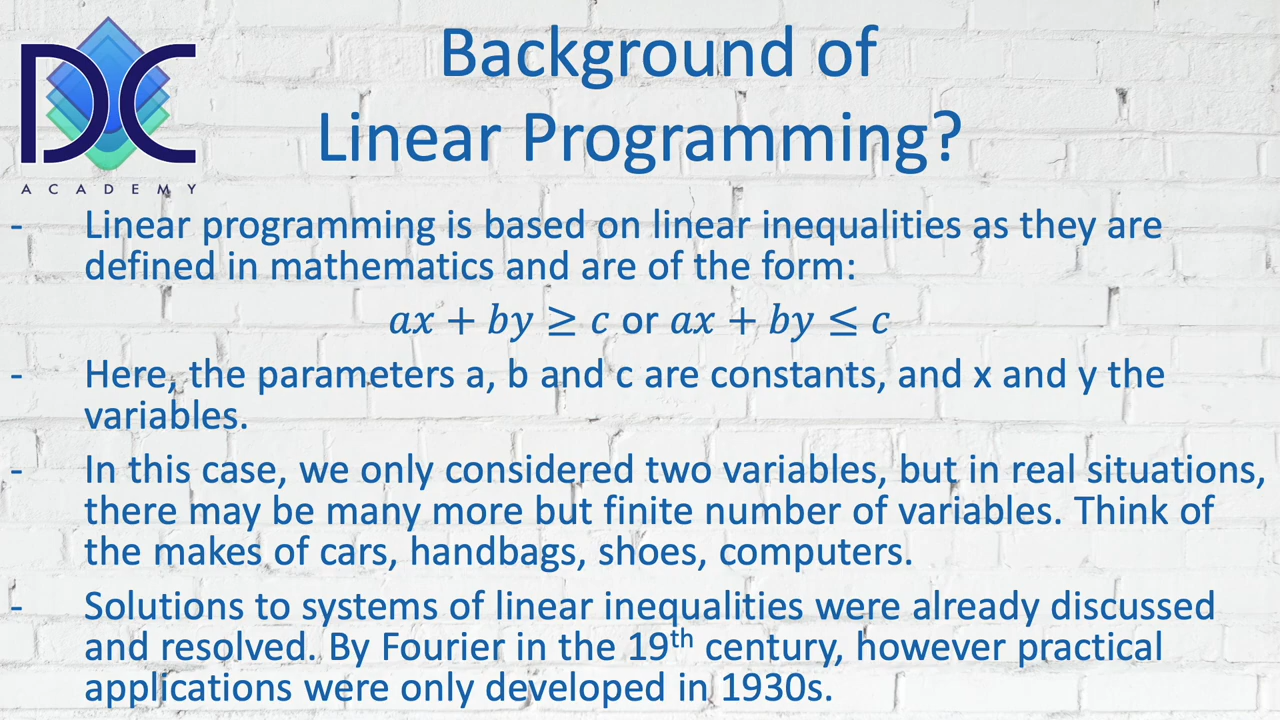 DC
ACADEMY
Background of
Linear Programming?
- Linear programming is based on linear inequalities as they are
defined in mathematics and are of the form:
𝑎𝑥 + 𝑏𝑦 ≥ 𝑐 or 𝑎𝑥 + 𝑏𝑦 ≤ 𝑐
- Here, the parameters a, b and c are constants, and x and y the
variables.
- In this case, we only considered two variables, but in real situations,
there may be many more but finite number of variables. Think of
the makes of cars, handbags, shoes, computers.
- Solutions to systems of linear inequalities were already discussed
and resolved. By Fourier in the 19th century, however practical
applications were only developed in 1930s.